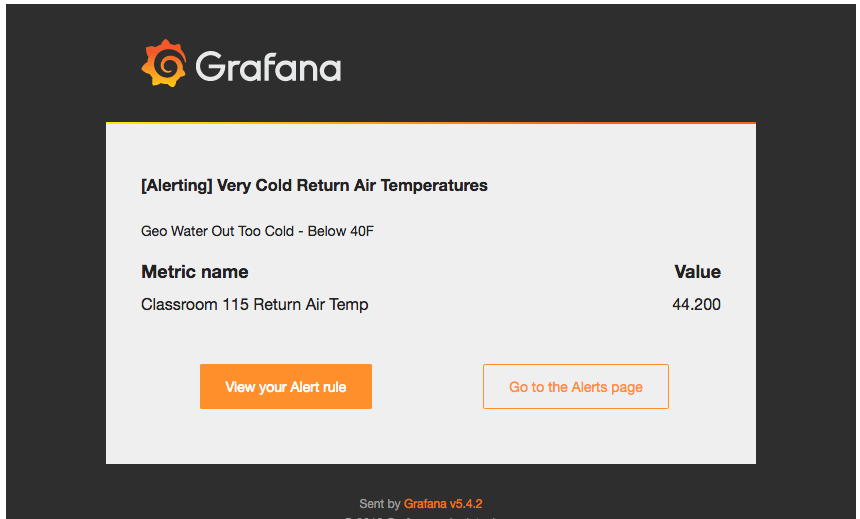 Grafana
[Alerting] Very Cold Return Air Temperatures
Geo Water Out Too Cold - Below 40F
Metric name Value
Classroom 115 Return Air Temp 44.200
View your Alert rule Go to the Alerts page
Sent by Grafana v5.4.2